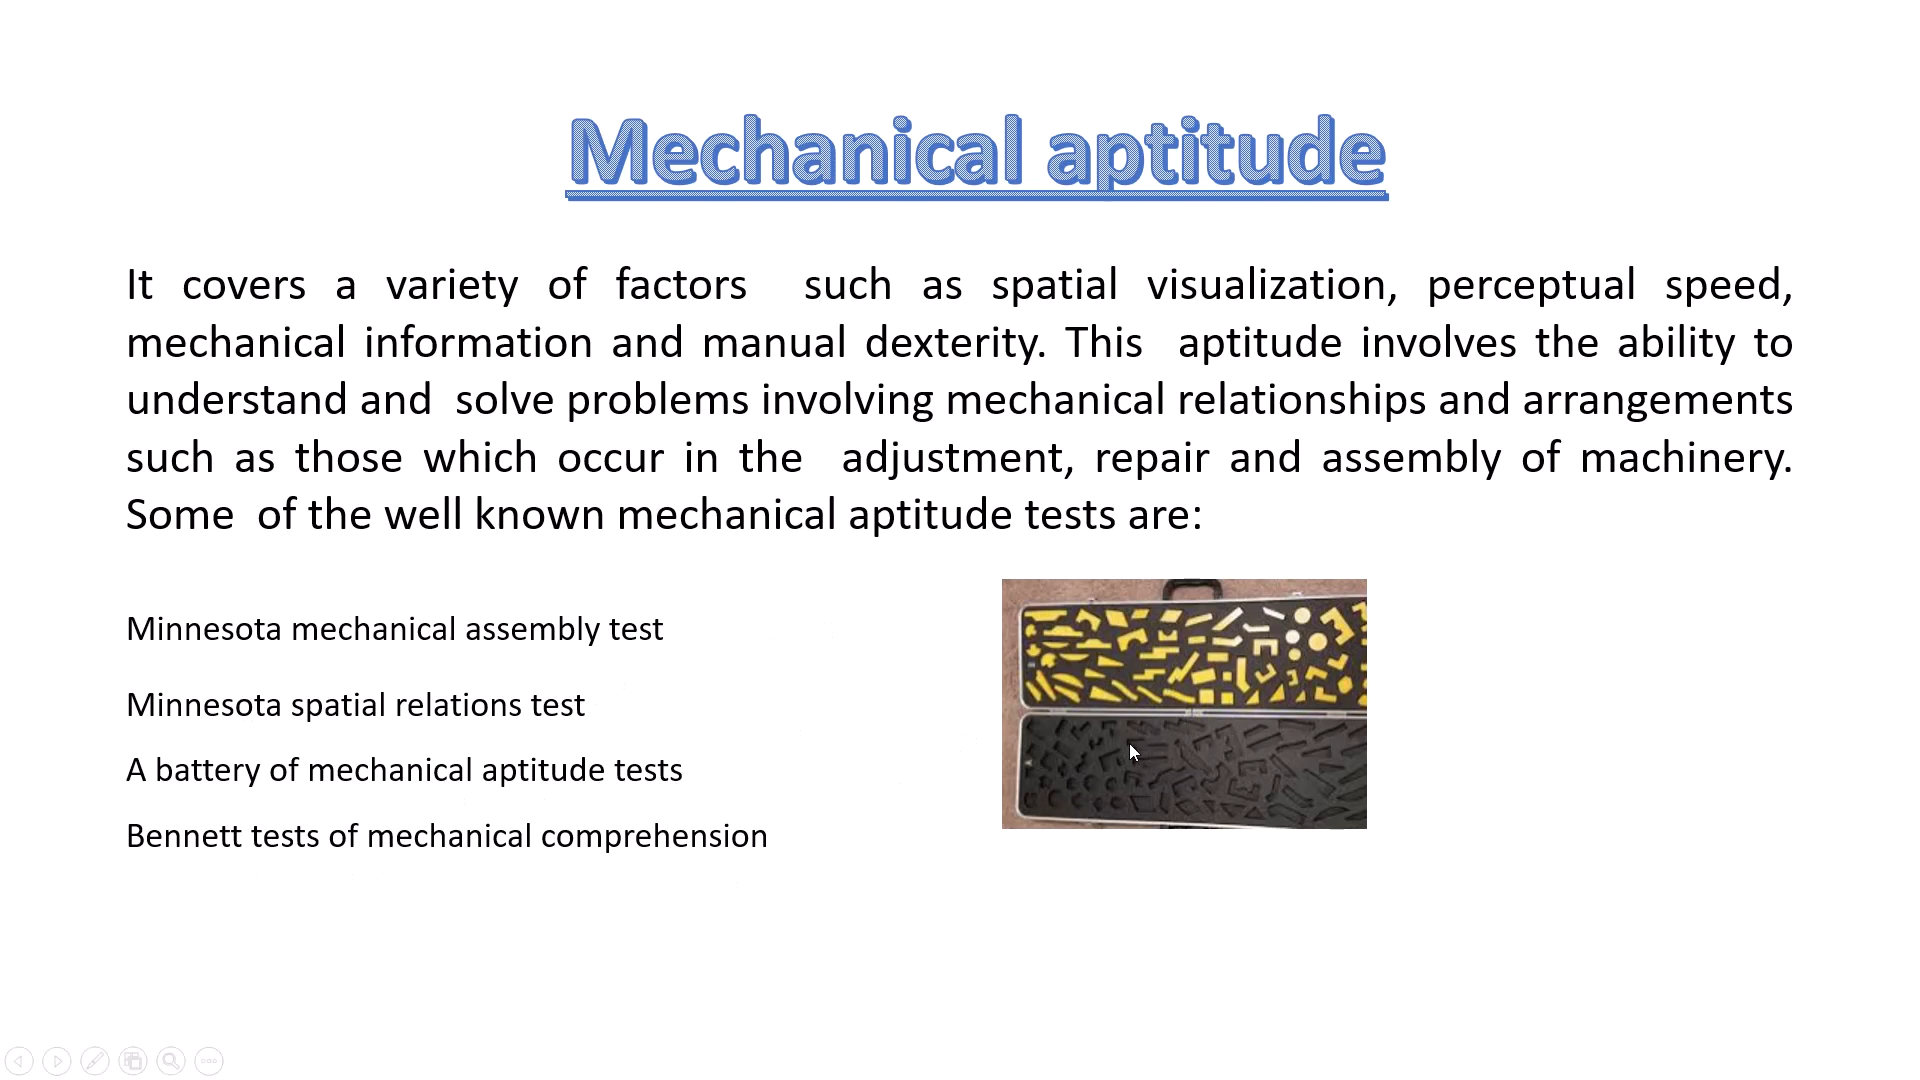 Mechanical aptitude
It covers a variety of factors such as spatial visualization, perceptual speed,
mechanical information and manual dexterity. This aptitude involves the ability to
understand and solve problems involving mechanical relationships and arrangements
such as those which occur in the adjustment, repair and assembly of machinery.
Some of the well known mechanical aptitude tests are:
Minnesota mechanical assembly test
Minnesota spatial relations test
A battery of mechanical aptitude tests
Bennett tests of mechanical comprehension